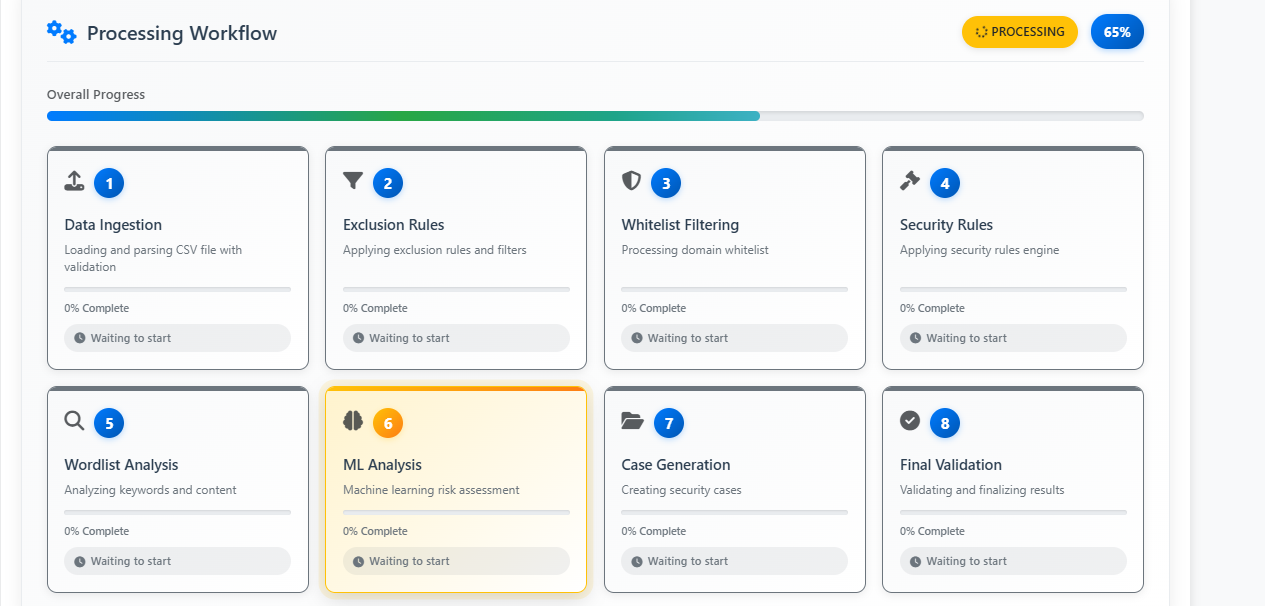 Processing Workflow
PROCESSING
65%
Overall Progress
1
Data Ingestion
Loading and parsing CSV file with
validation
0% Complete
Waiting to start
2
Exclusion Rules
Applying exclusion rules and filters
0% Complete
Waiting to start
3
Whitelist Filtering
Processing domain whitelist
0% Complete
Waiting to start
4
Security Rules
Applying security rules engine
0% Complete
Waiting to start
5
Wordlist Analysis
Analyzing keywords and content
0% Complete
Waiting to start
6
ML Analysis
Machine learning risk assessment
0% Complete
Waiting to start
7
Case Generation
Creating security cases
0% Complete
Waiting to start
8
Final Validation
Validating and finalizing results
0% Complete
Waiting to start